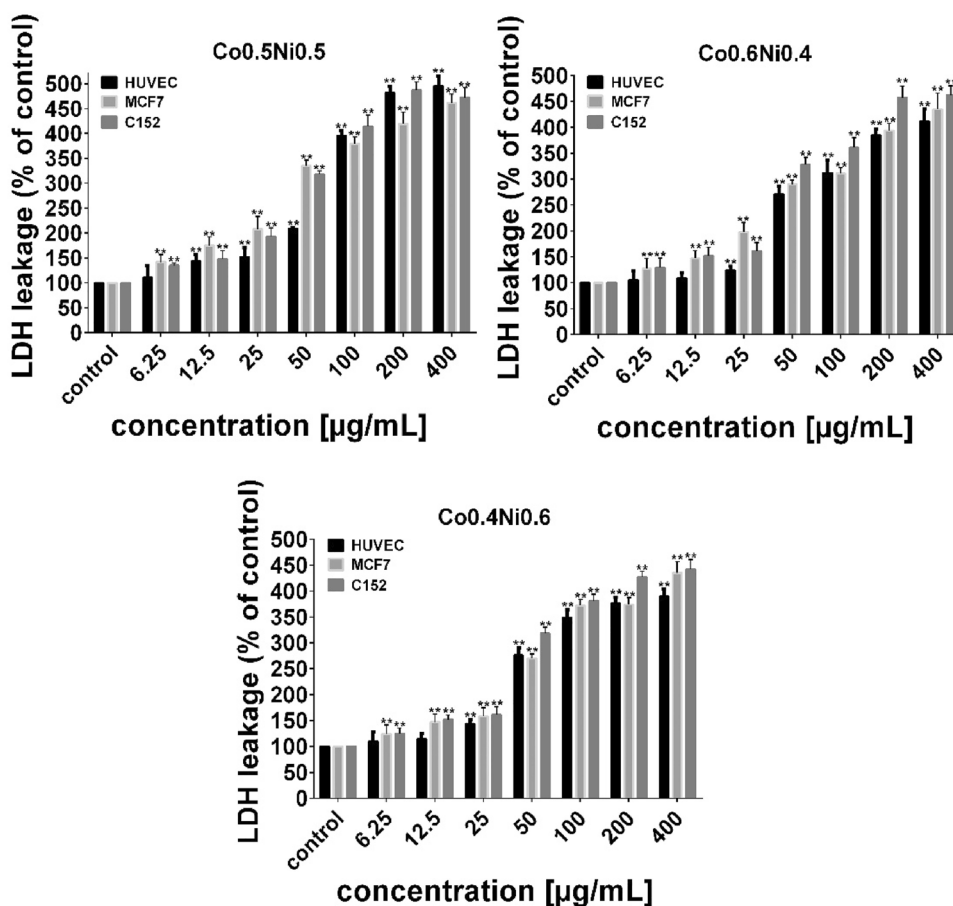 Co0.5Ni0.5
LDH leakage (% of control)
500
450
400
350
300
250
200
150
100
50
0
HUVEC
MCF7
C152
** ** ** ** ** ** ** ** ** ** ** ** ** ** ** ** ** ** ** **
control 6.25 12.5 25 50 100 200 400
concentration [µg/mL]
Co0.6Ni0.4
LDH leakage (% of control)
500
450
400
350
300
250
200
150
100
50
0
HUVEC
MCF7
C152
** ** ** ** ** ** ** ** ** ** ** ** ** ** ** ** ** ** **
control 6.25 12.5 25 50 100 200 400
concentration [µg/mL]
Co0.4Ni0.6
LDH leakage (% of control)
500
450
400
350
300
250
200
150
100
50
0
HUVEC
MCF7
C152
** ** ** ** ** ** ** ** ** ** ** ** ** ** ** ** ** ** **
control 6.25 12.5 25 50 100 200 400
concentration [µg/mL]